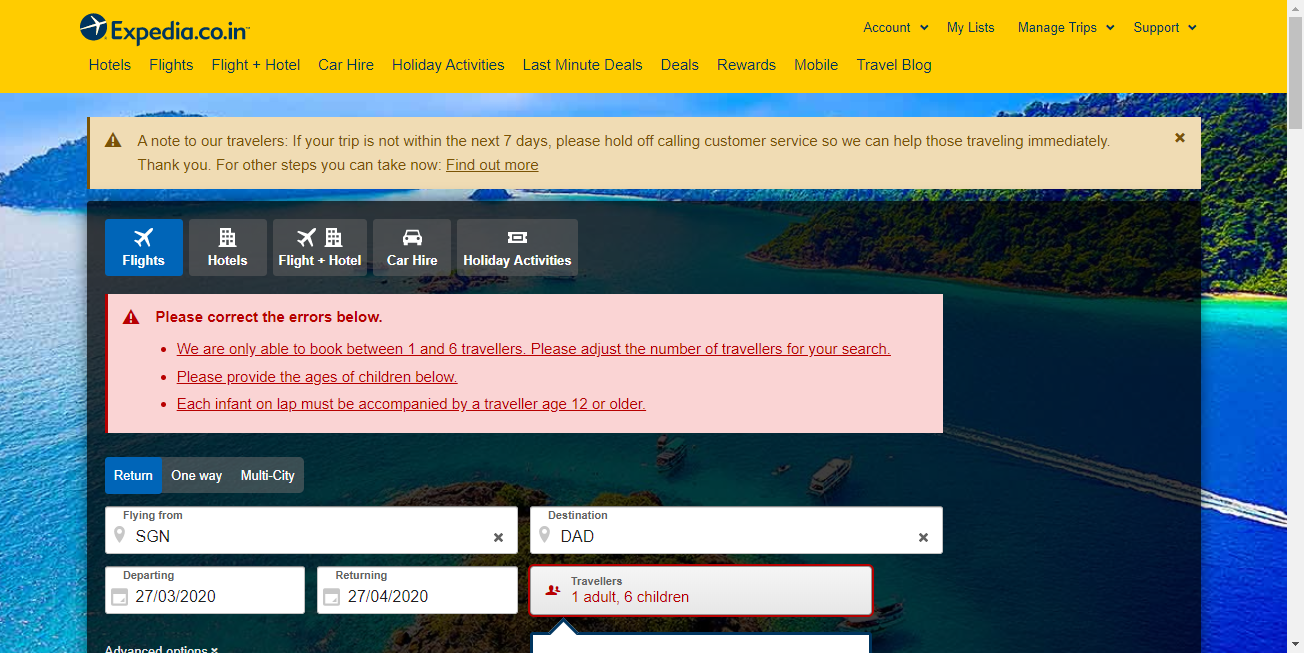 Expedia.co.in
Account
My Lists
Manage Trips
Support
Hotels
Flights
Flight + Hotel
Car Hire
Holiday Activities
Last Minute Deals
Deals
Rewards
Mobile
Travel Blog
A note to our travelers: If your trip is not within the next 7 days, please hold off calling customer service so we can help those traveling immediately.
Thank you. For other steps you can take now: Find out more
Flights
Hotels
Flight + Hotel
Car Hire
Holiday Activities
Please correct the errors below.
We are only able to book between 1 and 6 travellers. Please adjust the number of travellers for your search.
Please provide the ages of children below.
Each infant on lap must be accompanied by a traveller age 12 or older.
Return
One way
Multi-City
Flying from
SGN
Destination
DAD
Departing
27/03/2020
Returning
27/04/2020
Travellers
1 adult, 6 children
Advanced options